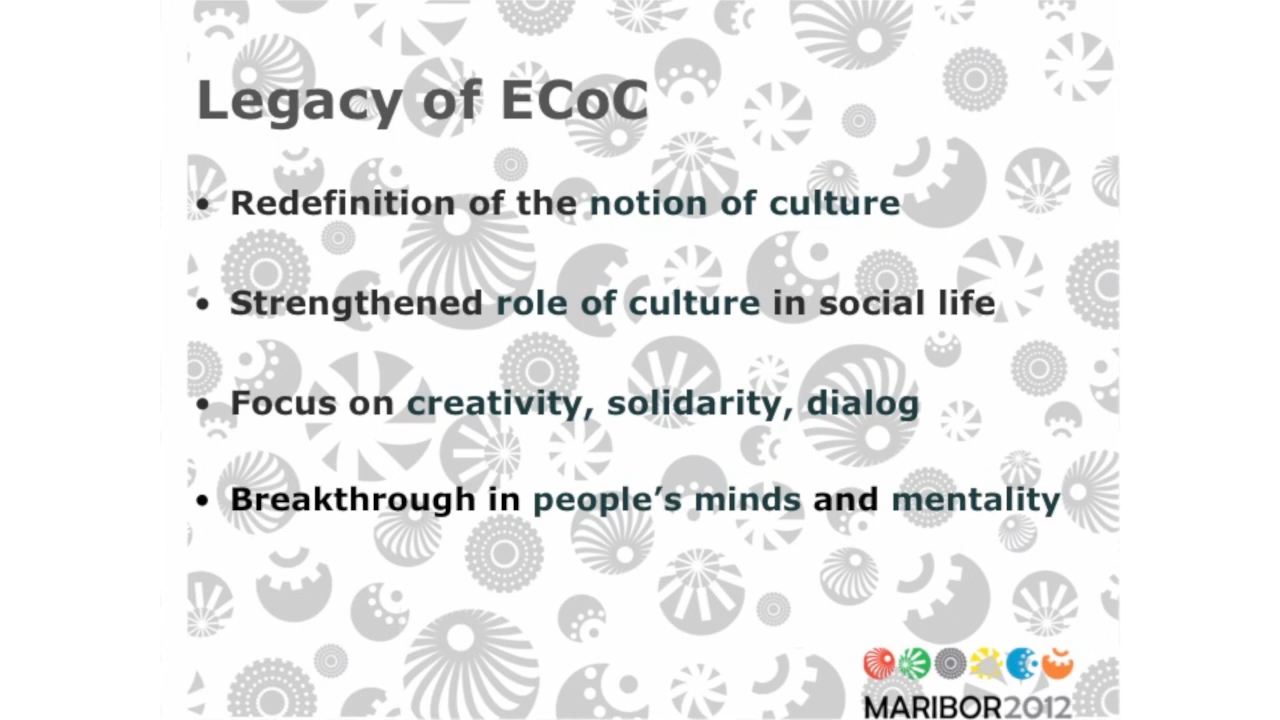 Legacy of ECoC
• Redefinition of the notion of culture
• Strengthened role of culture in social life
• Focus on creativity, solidarity, dialog
• Breakthrough in people’s minds and mentality
MARIBOR2012